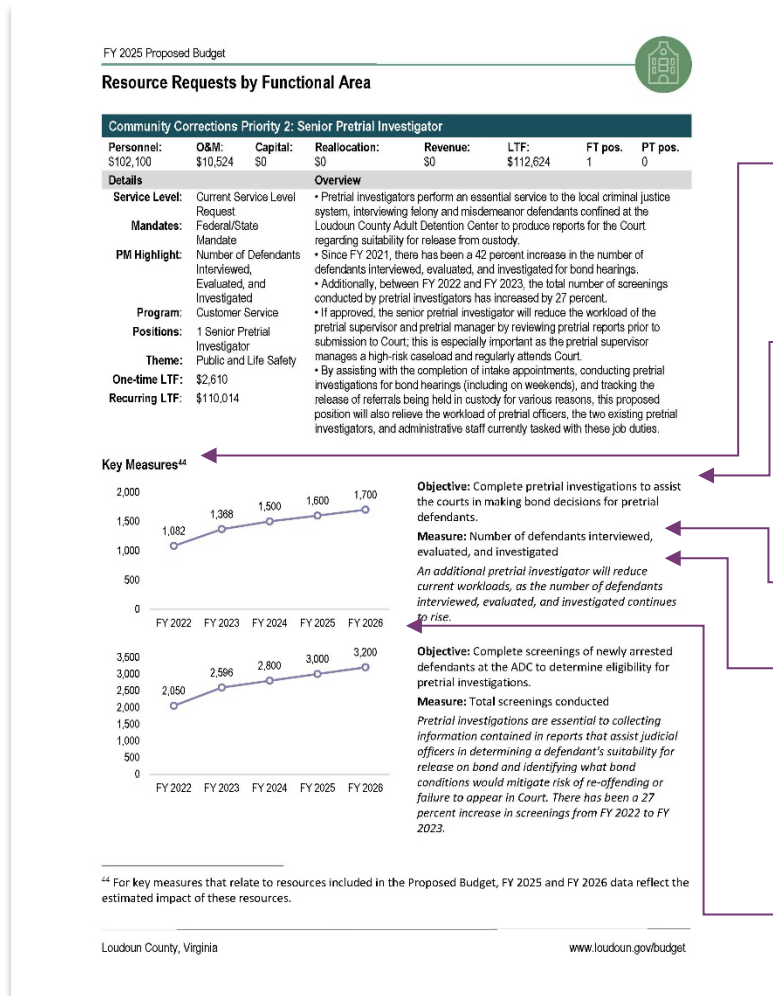 FY 2025 Proposed Budget
Resource Requests by Functional Area
Community Corrections Priority 2: Senior Pretrial Investigator
Personnel: O&M: Capital: Reallocation: Revenue: LTF: FT pos. PT pos.
$102,100 $10,524 $0 $0 $0 $112,624 1 0
Details Overview
Service Level: Current Service Level
Request
Mandates: Federal/State
Mandate
PM Highlight: Number of Defendants
Interviewed,
Evaluated, and
Investigated
Program: Customer Service
Positions: 1 Senior Pretrial
Investigator
Theme: Public and Life Safety
One-time LTF: $2,610
Recurring LTF: $110,014
• Pretrial investigators perform an essential service to the local criminal justice
system, interviewing felony and misdemeanor defendants confined at the
Loudoun County Adult Detention Center to produce reports for the Court
regarding suitability for release from custody.
• Since FY 2021, there has been a 42 percent increase in the number of
defendants interviewed, evaluated, and investigated for bond hearings.
• Additionally, between FY 2022 and FY 2023, the total number of screenings
conducted by pretrial investigators has increased by 27 percent.
• If approved, the senior pretrial investigator will reduce the workload of the
pretrial supervisor and pretrial manager by reviewing pretrial reports prior to
submission to Court; this is especially important as the pretrial supervisor
manages a high-risk caseload and regularly attends Court.
• By assisting with the completion of intake appointments, conducting pretrial
investigations for bond hearings (including on weekends), and tracking the
release of referrals being held in custody for various reasons, this proposed
position will also relieve the workload of pretrial officers, the two existing pretrial
investigators, and administrative staff currently tasked with these job duties.
Key Measures⁴⁴
2,000
1,500
1,000
500
0
1,082 1,368 1,500 1,600 1,700
FY 2022 FY 2023 FY 2024 FY 2025 FY 2026
Objective: Complete pretrial investigations to assist
the courts in making bond decisions for pretrial
defendants.
Measure: Number of defendants interviewed,
evaluated, and investigated
An additional pretrial investigator will reduce
current workloads, as the number of defendants
interviewed, evaluated, and investigated continues
to rise.
3,500
3,000
2,500
2,000
1,500
1,000
500
0
2,050 2,596 2,800 3,000 3,200
FY 2022 FY 2023 FY 2024 FY 2025 FY 2026
Objective: Complete screenings of newly arrested
defendants at the ADC to determine eligibility for
pretrial investigations.
Measure: Total screenings conducted
Pretrial investigations are essential to collecting
information contained in reports that assist judicial
officers in determining a defendant's suitability for
release on bond and identifying what bond
conditions would mitigate risk of re-offending or
failure to appear in Court. There has been a 27
percent increase in screenings from FY 2022 to FY
2023.
⁴⁴ For key measures that relate to resources included in the Proposed Budget, FY 2025 and FY 2026 data reflect the
estimated impact of these resources.
Loudoun County, Virginia
www.loudoun.gov/budget